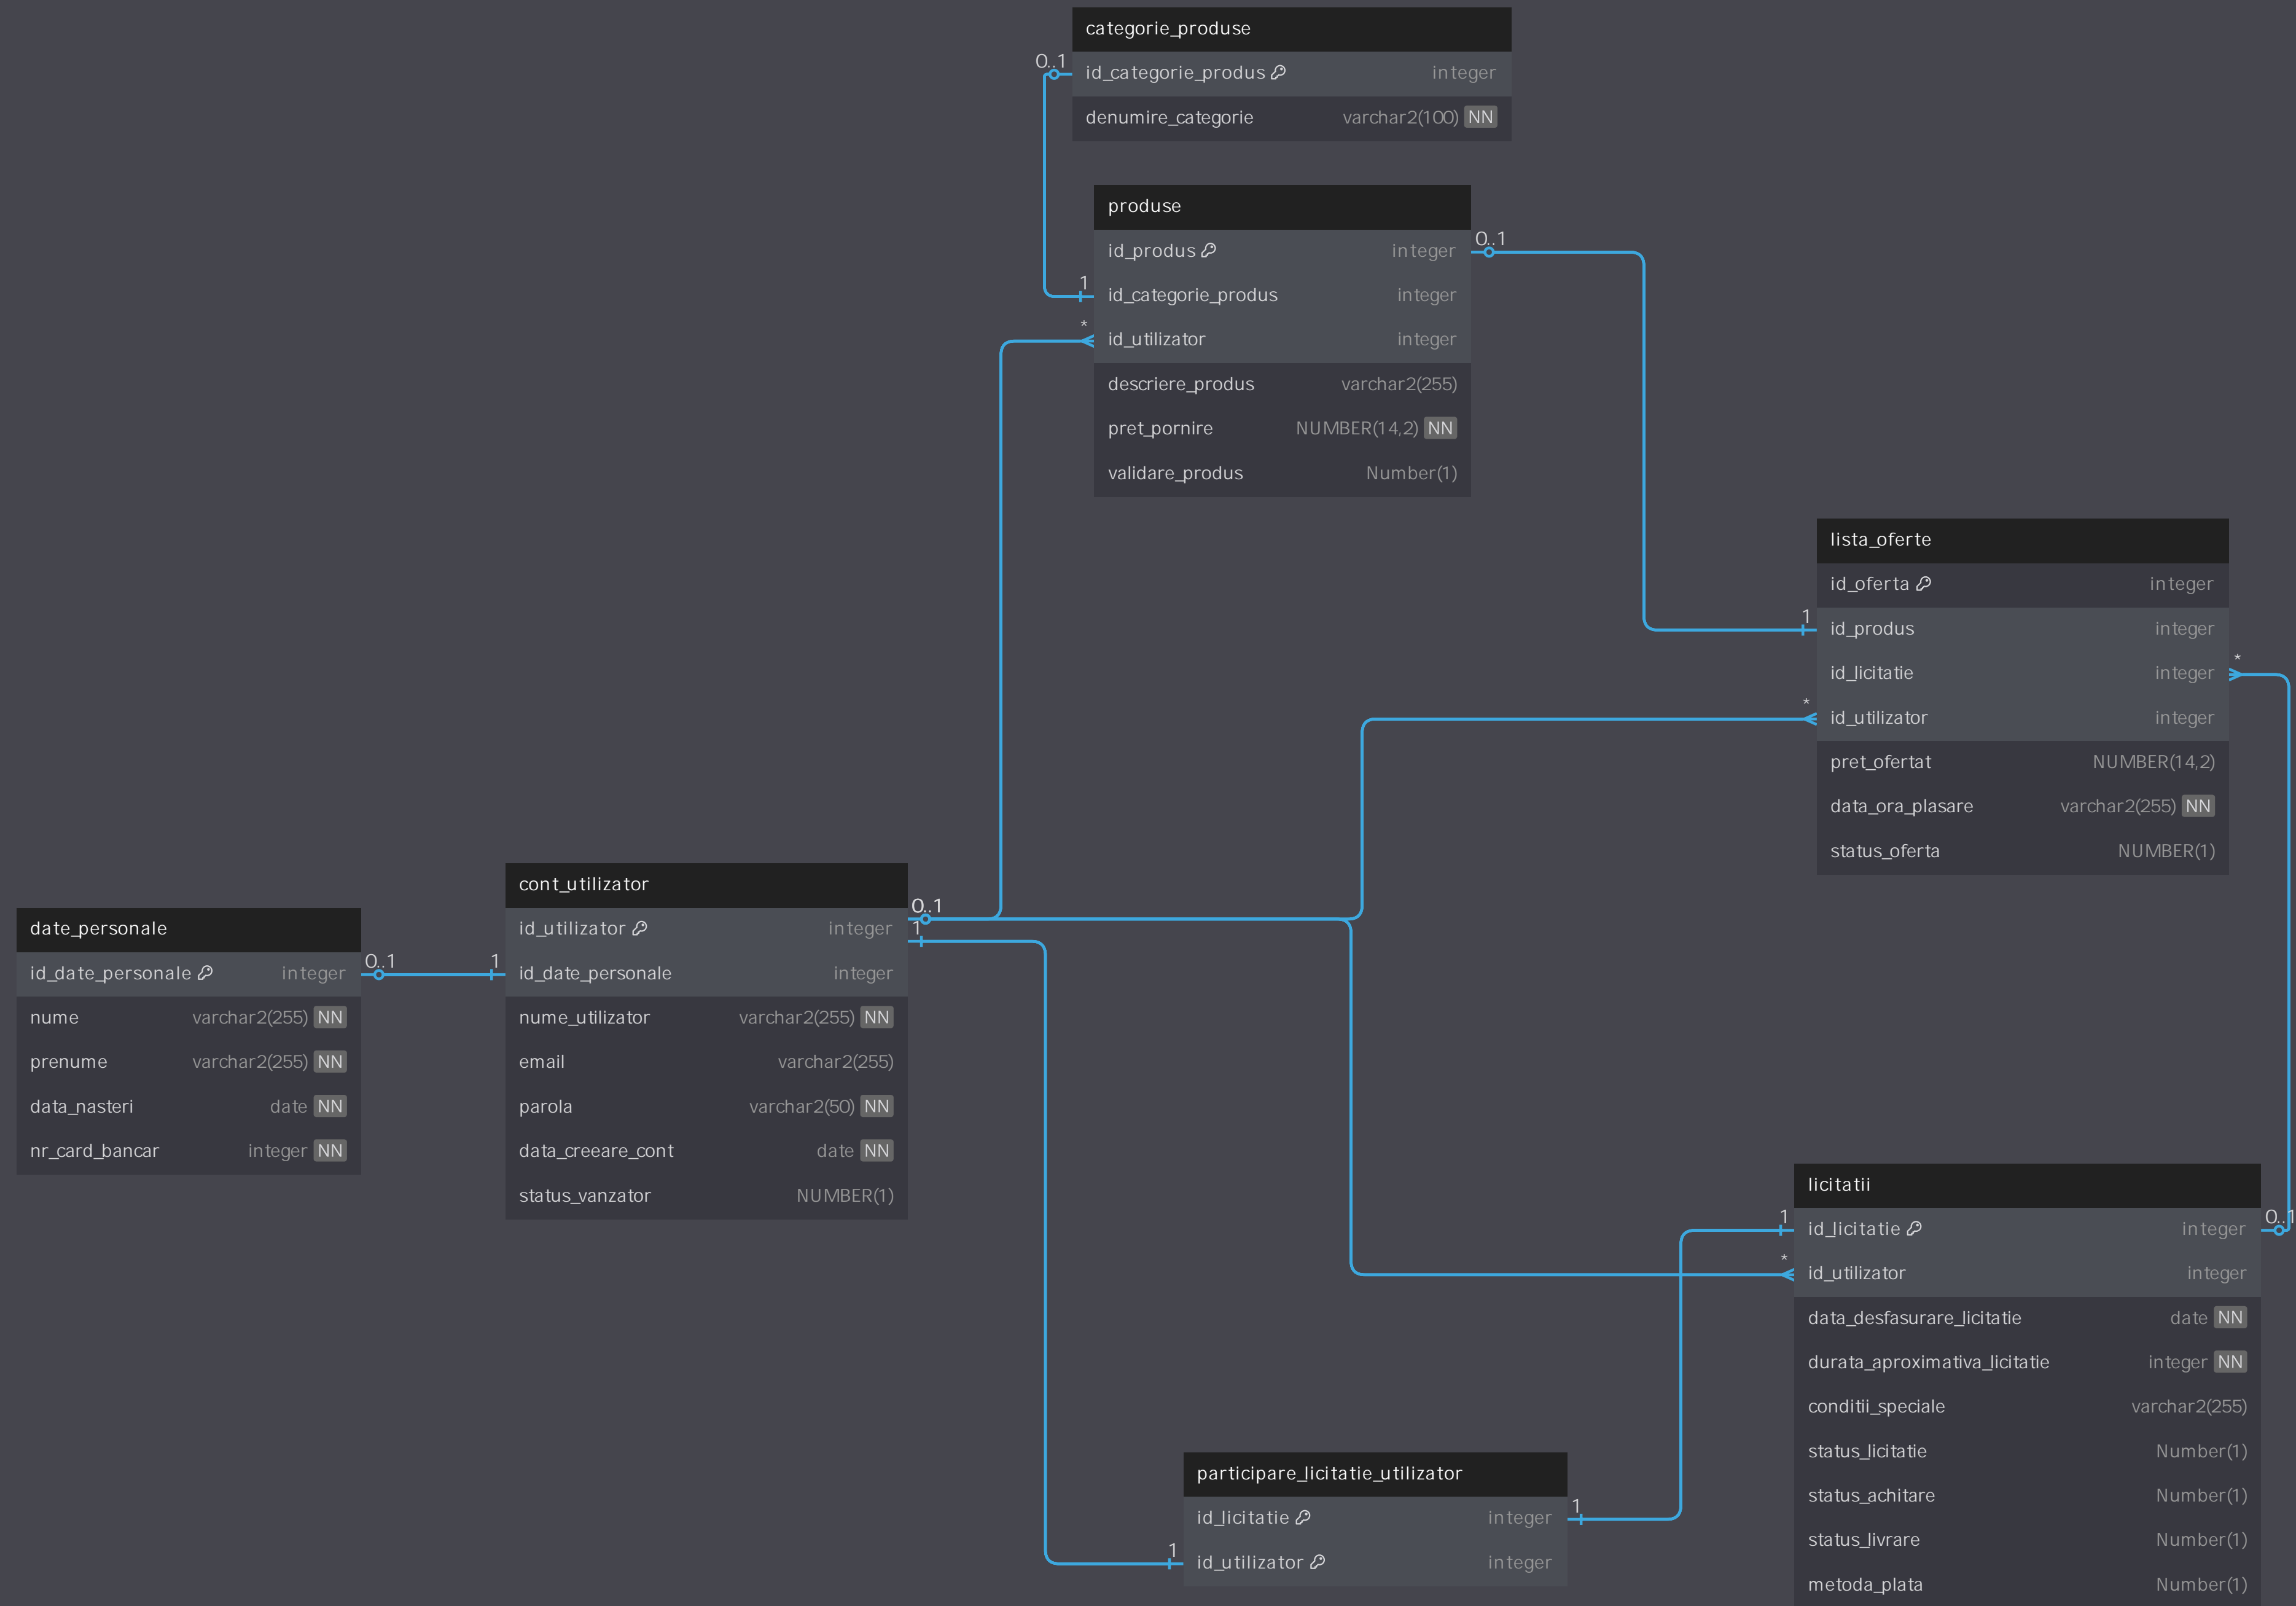 categorie_produse
0..1
id_categorie_produs integer
denumire_categorie varchar2(100) NN
produse
id_produs integer
0..1
1
id_categorie_produs integer
*
id_utilizator integer
descriere_produs varchar2(255)
pret_pornire NUMBER(14,2) NN
validare_produs Number(1)
lista_oferte
id_oferta integer
1
id_produs integer
*
id_licitatie integer
*
id_utilizator integer
pret_ofertat NUMBER(14,2)
data_ora_plasare varchar2(255) NN
status_oferta NUMBER(1)
cont_utilizator
0..1
id_utilizator integer
1
1
id_date_personale integer
nume_utilizator varchar2(255) NN
email varchar2(255)
parola varchar2(50) NN
data_creeare_cont date NN
status_vanzator NUMBER(1)
date_personale
id_date_personale integer
0..1
nume varchar2(255) NN
prenume varchar2(255) NN
data_nasteri date NN
nr_card_bancar integer NN
licitatii
1
id_licitatie integer
0..1
*
id_utilizator integer
data_desfasurare_licitatie date NN
durata_aproximativa_licitatie integer NN
conditii_speciale varchar2(255)
status_licitatie Number(1)
status_achitare Number(1)
status_livrare Number(1)
metoda_plata Number(1)
participare_licitatie_utilizator
id_licitatie integer
1
1
id_utilizator integer